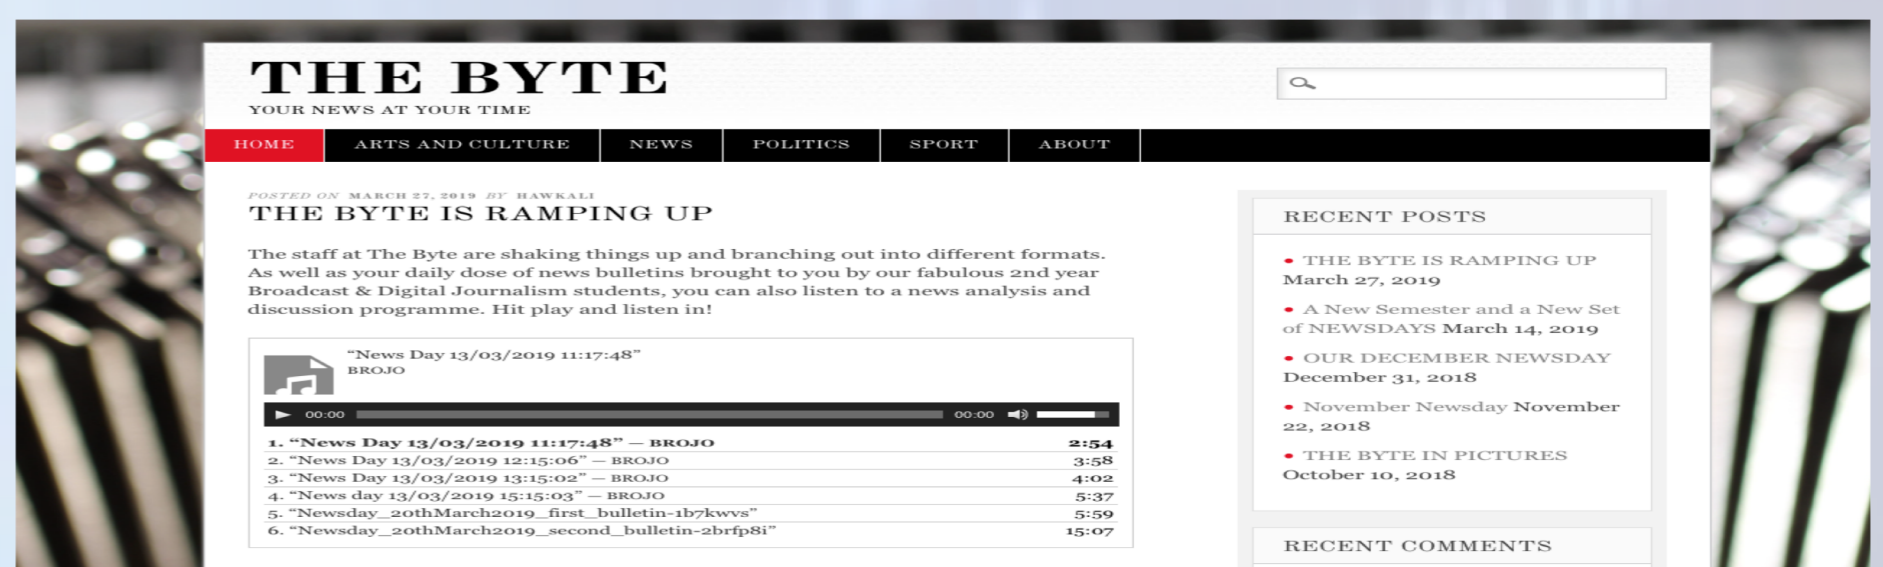 THE BYTE
YOUR NEWS AT YOUR TIME
HOME ARTS AND CULTURE NEWS POLITICS SPORT ABOUT
POSTED ON MARCH 27, 2019 BY HAWKALI
THE BYTE IS RAMPING UP
The staff at The Byte are shaking things up and branching out into different formats.
As well as your daily dose of news bulletins brought to you by our fabulous 2nd year
Broadcast & Digital Journalism students, you can also listen to a news analysis and
discussion programme. Hit play and listen in!
“News Day 13/03/2019 11:17:48”
BROJO
00:00 00:00
1. “News Day 13/03/2019 11:17:48” — BROJO 2:54
2. “News Day 13/03/2019 12:15:06” — BROJO 3:58
3. “News Day 13/03/2019 13:15:02” — BROJO 4:02
4. “News day 13/03/2019 15:15:03” — BROJO 5:37
5. “Newsday_20thMarch2019_first_bulletin-1b7kwvs” 5:59
6. “Newsday_20thMarch2019_second_bulletin-2brfp8i” 15:07
RECENT POSTS
• THE BYTE IS RAMPING UP
March 27, 2019
• A New Semester and a New Set
of NEWSDAYS March 14, 2019
• OUR DECEMBER NEWSDAY
December 31, 2018
• November Newsday November
22, 2018
• THE BYTE IN PICTURES
October 10, 2018
RECENT COMMENTS